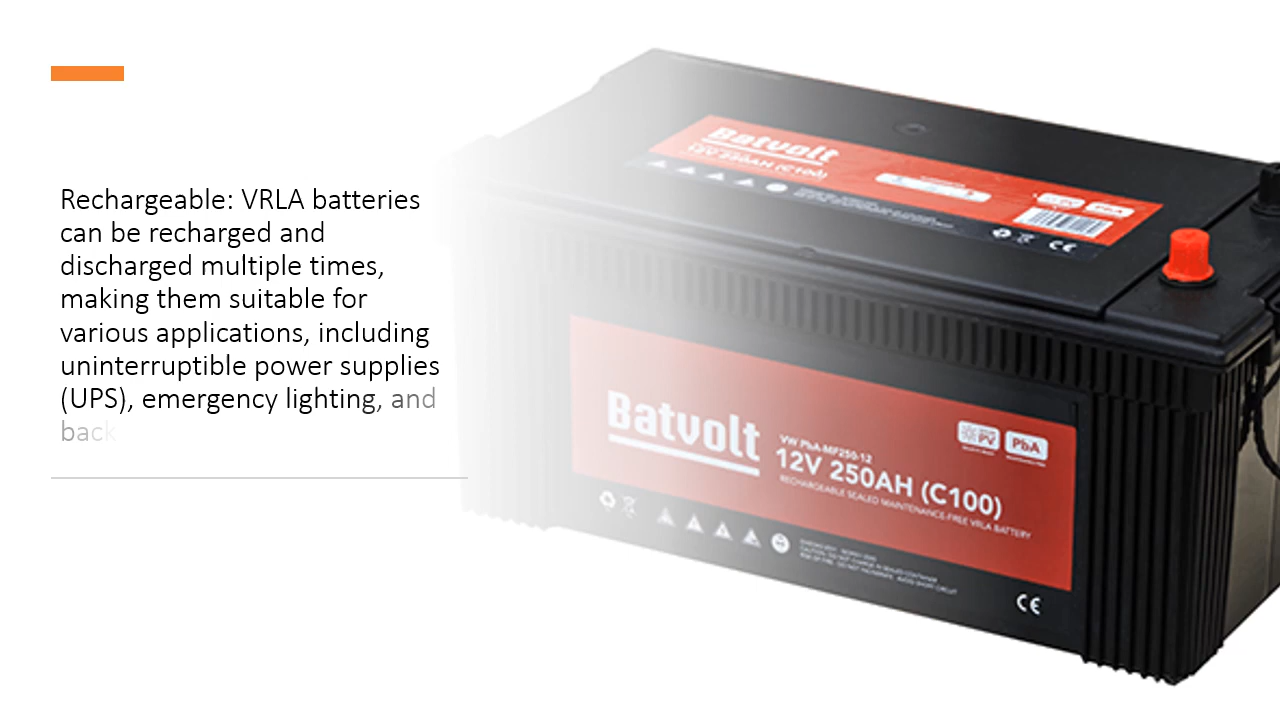 Rechargeable: VRLA batteries
can be recharged and
discharged multiple times,
making them suitable for
various applications, including
uninterruptible power supplies
(UPS), emergency lighting, and
back
Batvolt
12V 250AH (C100)
CE
Batvolt
VW PbA-MF250-12
12V 250AH (C100)
RECHARGEABLE SEALED MAINTENANCE-FREE VRLA BATTERY
PV
PbA
CE